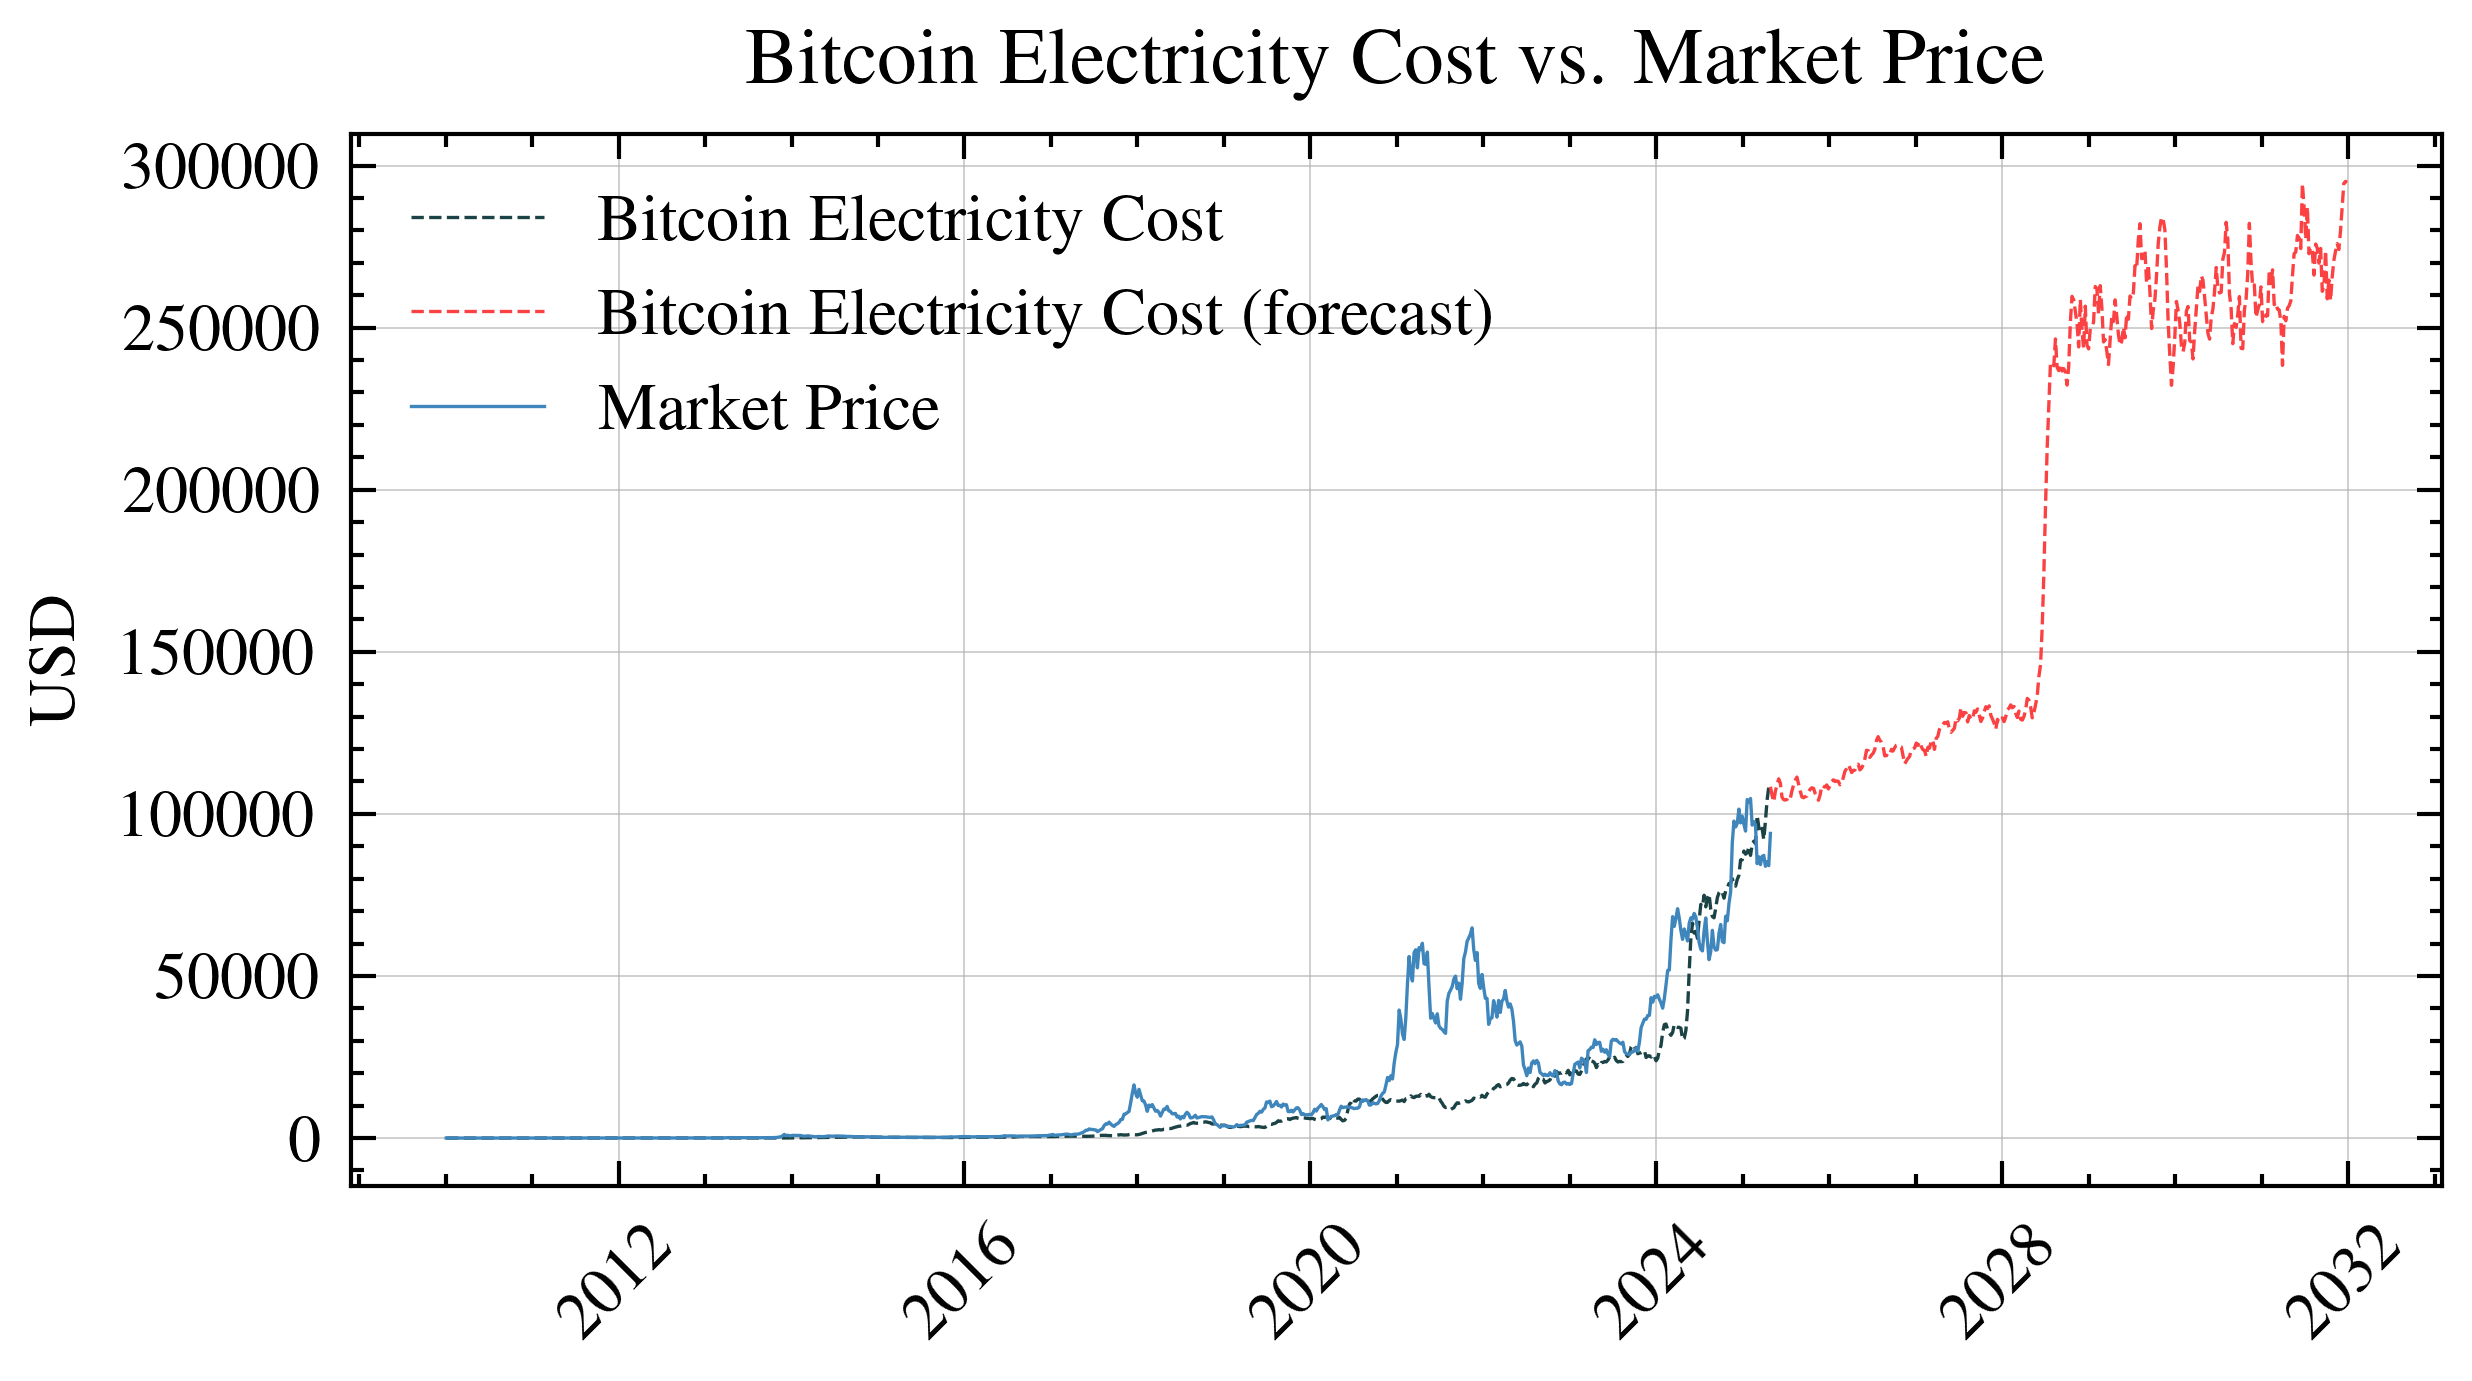 Bitcoin Electricity Cost vs. Market Price
300000
250000
200000
150000
100000
50000
0
USD
Bitcoin Electricity Cost
Bitcoin Electricity Cost (forecast)
Market Price
2012
2016
2020
2024
2028
2032